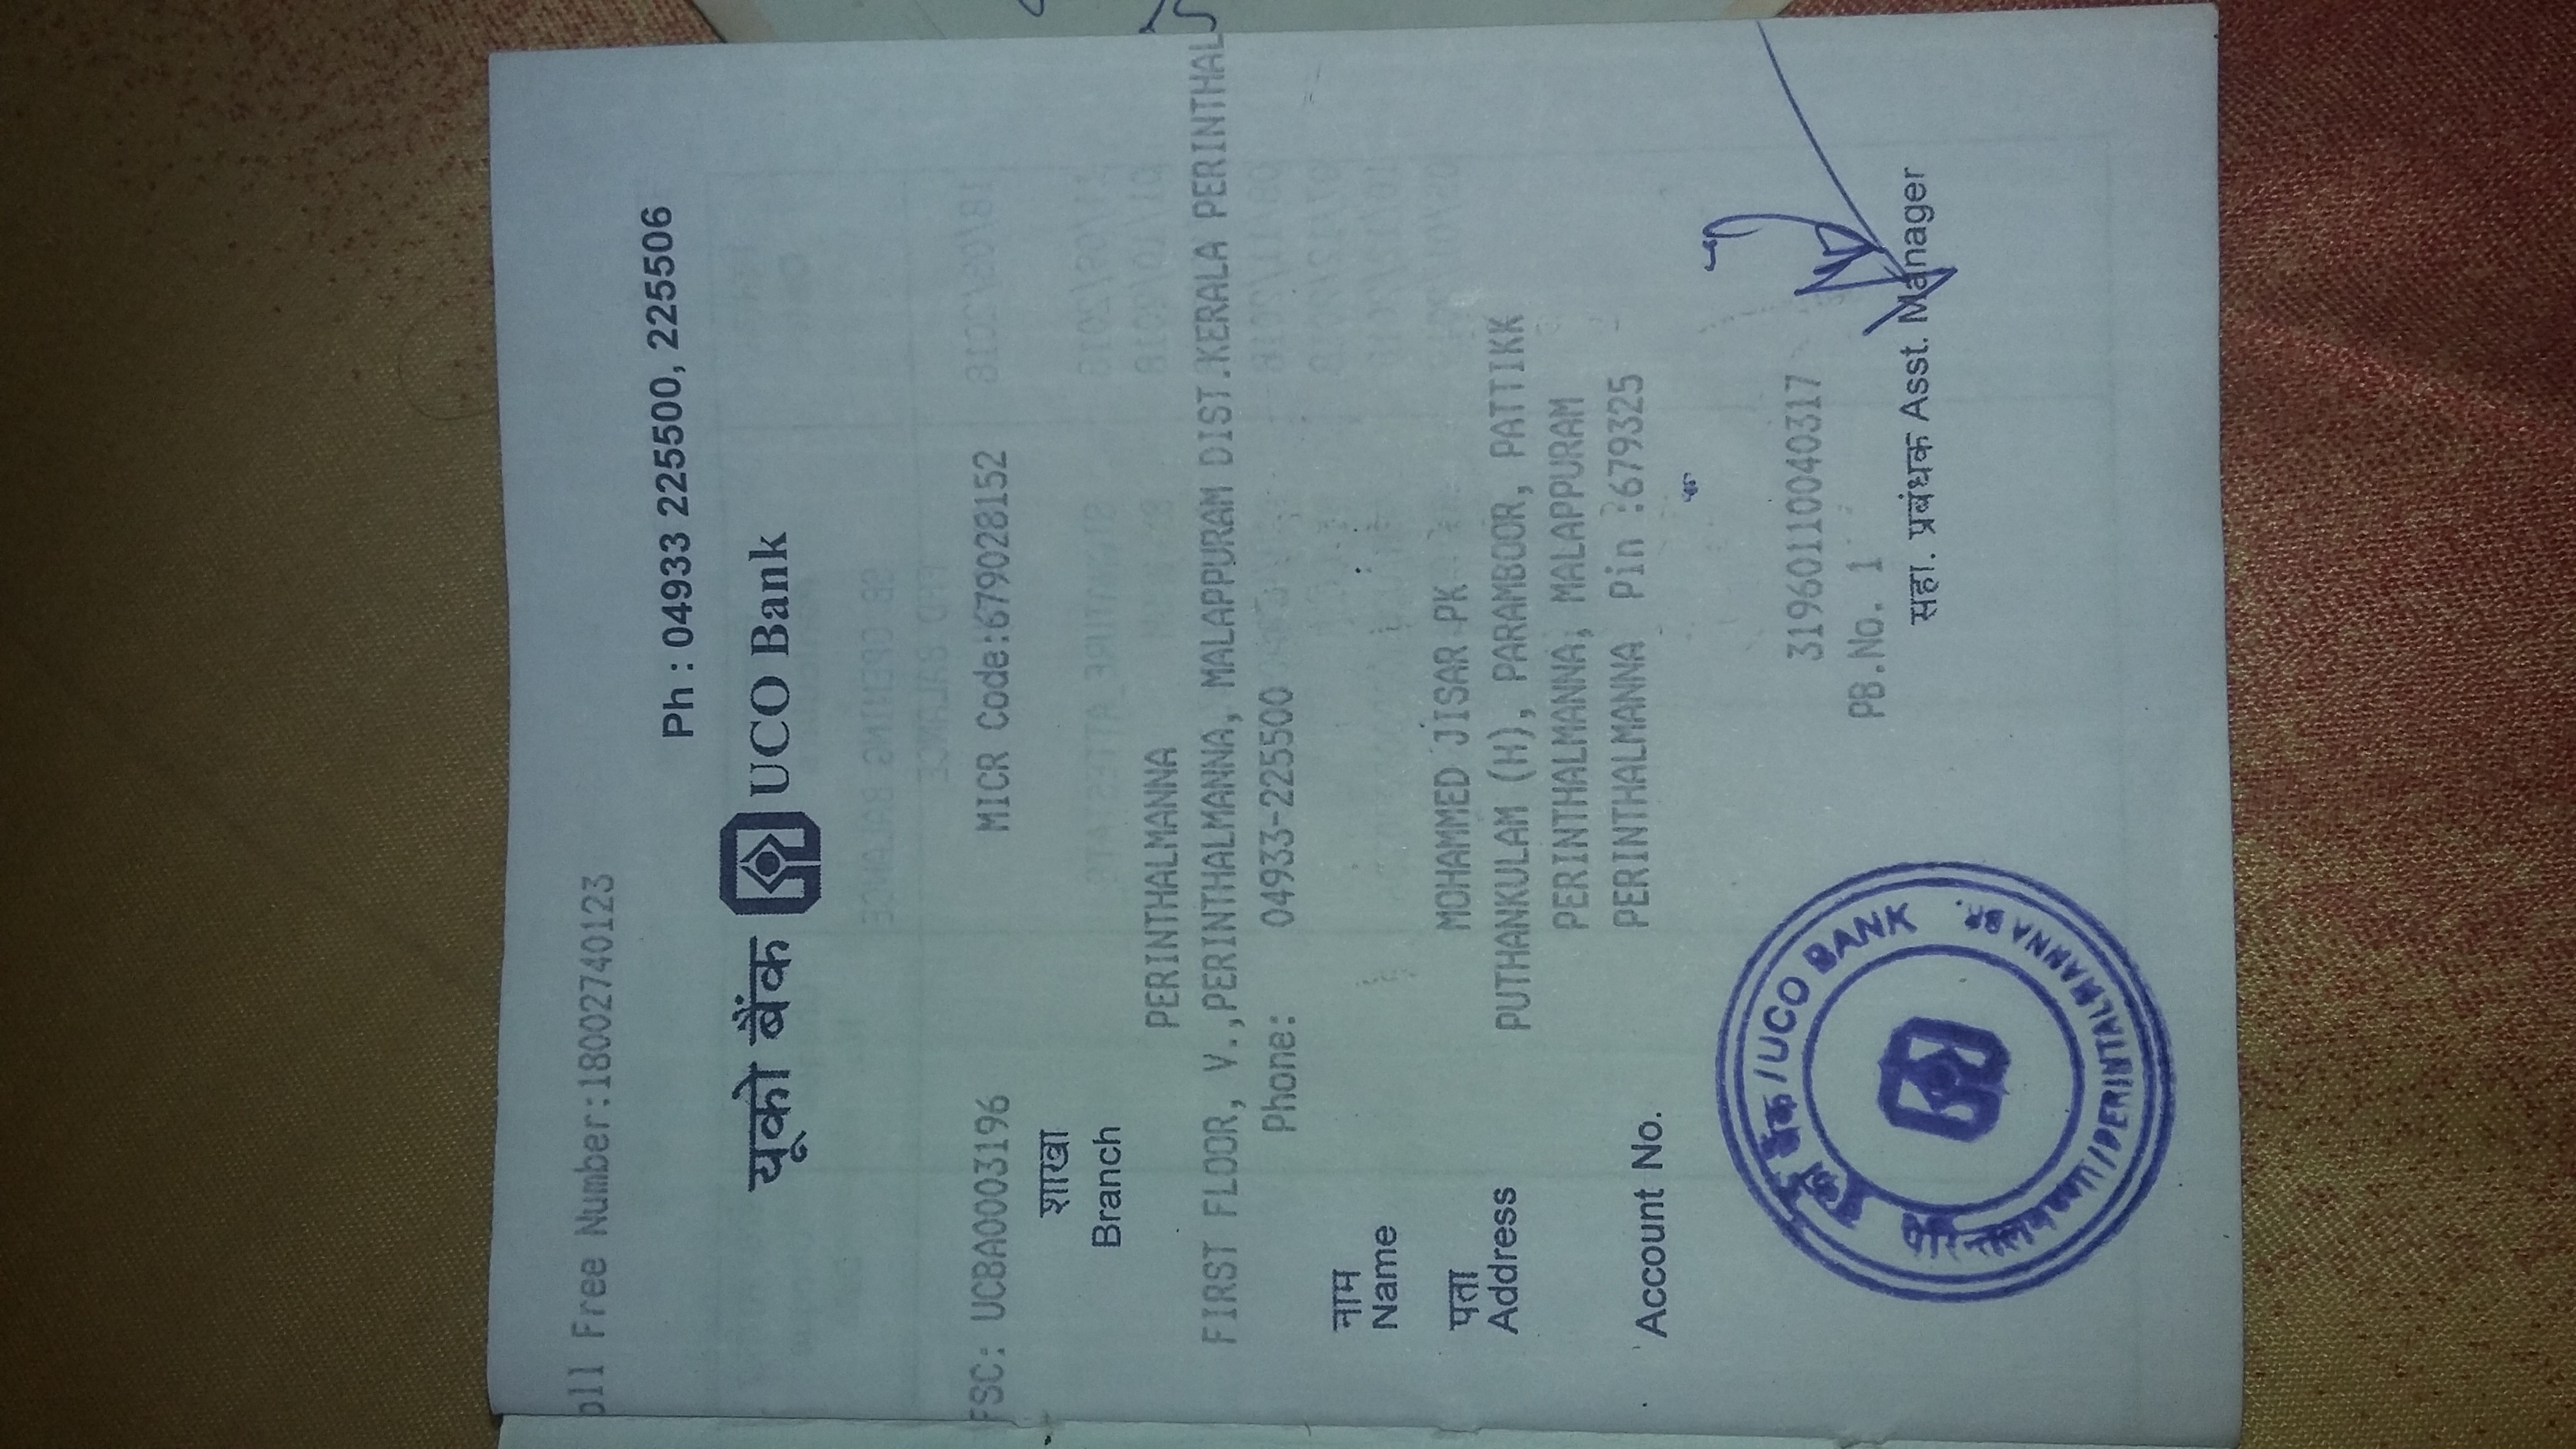 oll Free Number:18002740123
Ph : 04933 225500, 225506
यूको बैंक UCO Bank
FSC: UCBA0003196 MICR Code:679028152
शाखा
Branch
PERINTHALMANNA
FIRST FLOOR, V.,PERINTHALMANNA, MALAPPURAM DIST.KERALA PERINTHAL
Phone: 04933-225500
नाम
Name
MOHAMMED JISAR PK
पता
Address
PUTHANKULAM (H), PARAMBOOR, PATTIKK
PERINTHALMANNA, MALAPPURAM
PERINTHALMANNA Pin :679325
Account No.
31960110040317
PB.No. 1
सहा. प्रबंधक Asst. Manager
यूको बैंक / UCO BANK
/ PERINTALMANNA BR.